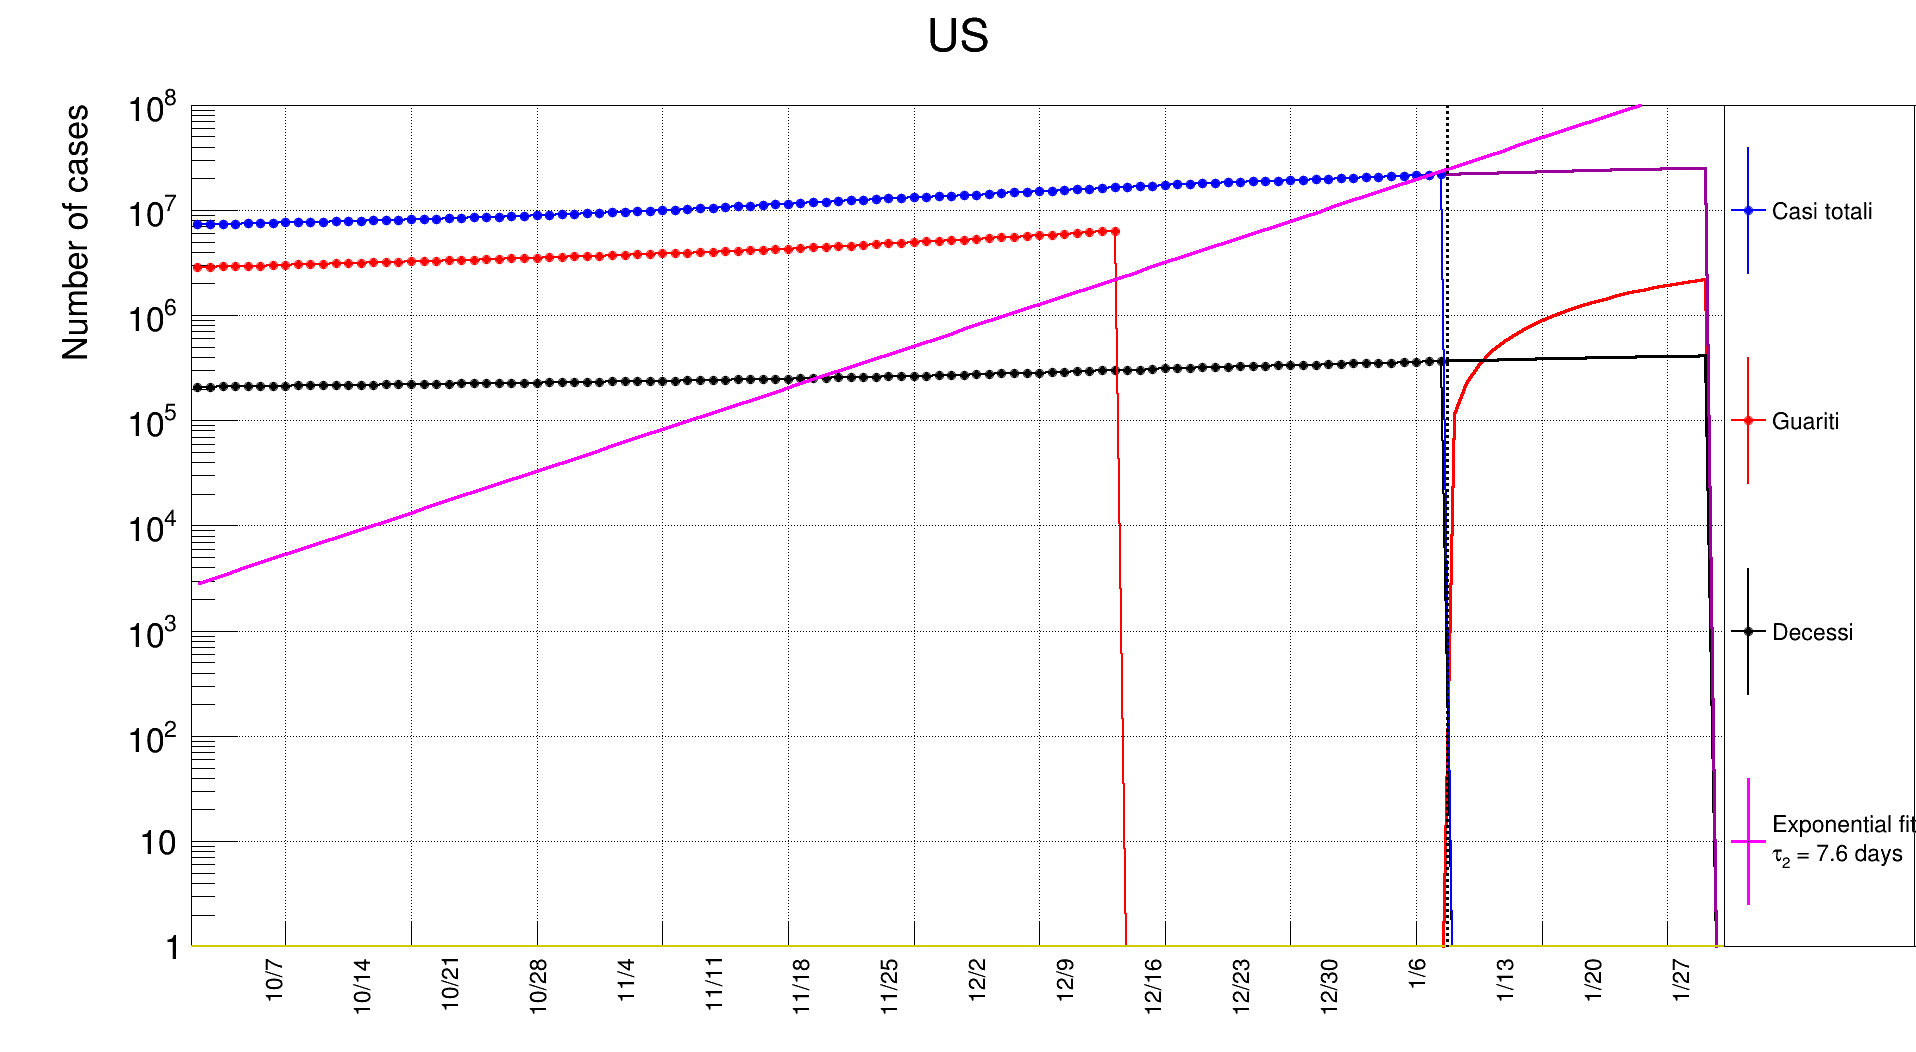 US
Number of cases
10^8
10^7
10^6
10^5
10^4
10^3
10^2
10
1
10/7 10/14 10/21 10/28 11/4 11/11 11/18 11/25 12/2 12/9 12/16 12/23 12/30 1/6 1/13 1/20 1/27
Casi totali
Guariti
Decessi
Exponential fit
τ₂ = 7.6 days